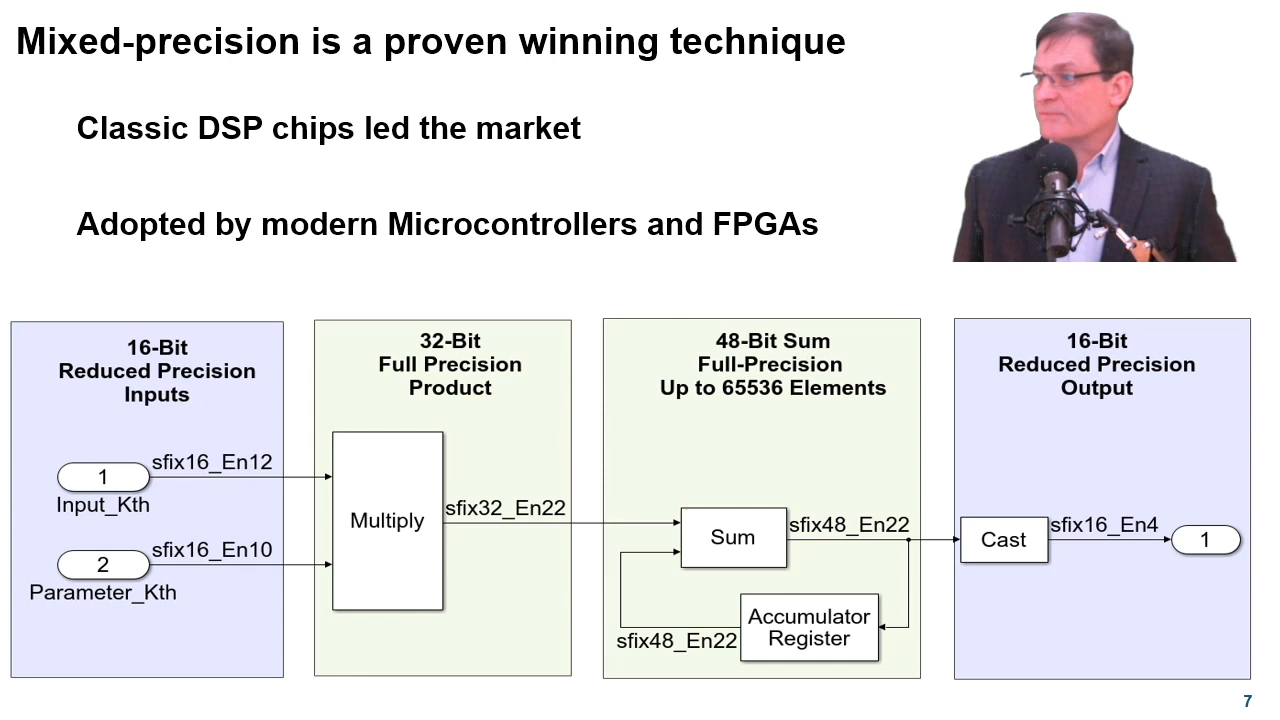 Mixed-precision is a proven winning technique
Classic DSP chips led the market
Adopted by modern Microcontrollers and FPGAs
16-Bit
Reduced Precision
Inputs
sfix16_En12
1
Input_Kth
sfix16_En10
2
Parameter_Kth
32-Bit
Full Precision
Product
Multiply
sfix32_En22
48-Bit Sum
Full-Precision
Up to 65536 Elements
Sum
sfix48_En22
Accumulator
Register
sfix48_En22
16-Bit
Reduced Precision
Output
Cast
sfix16_En4
1
7